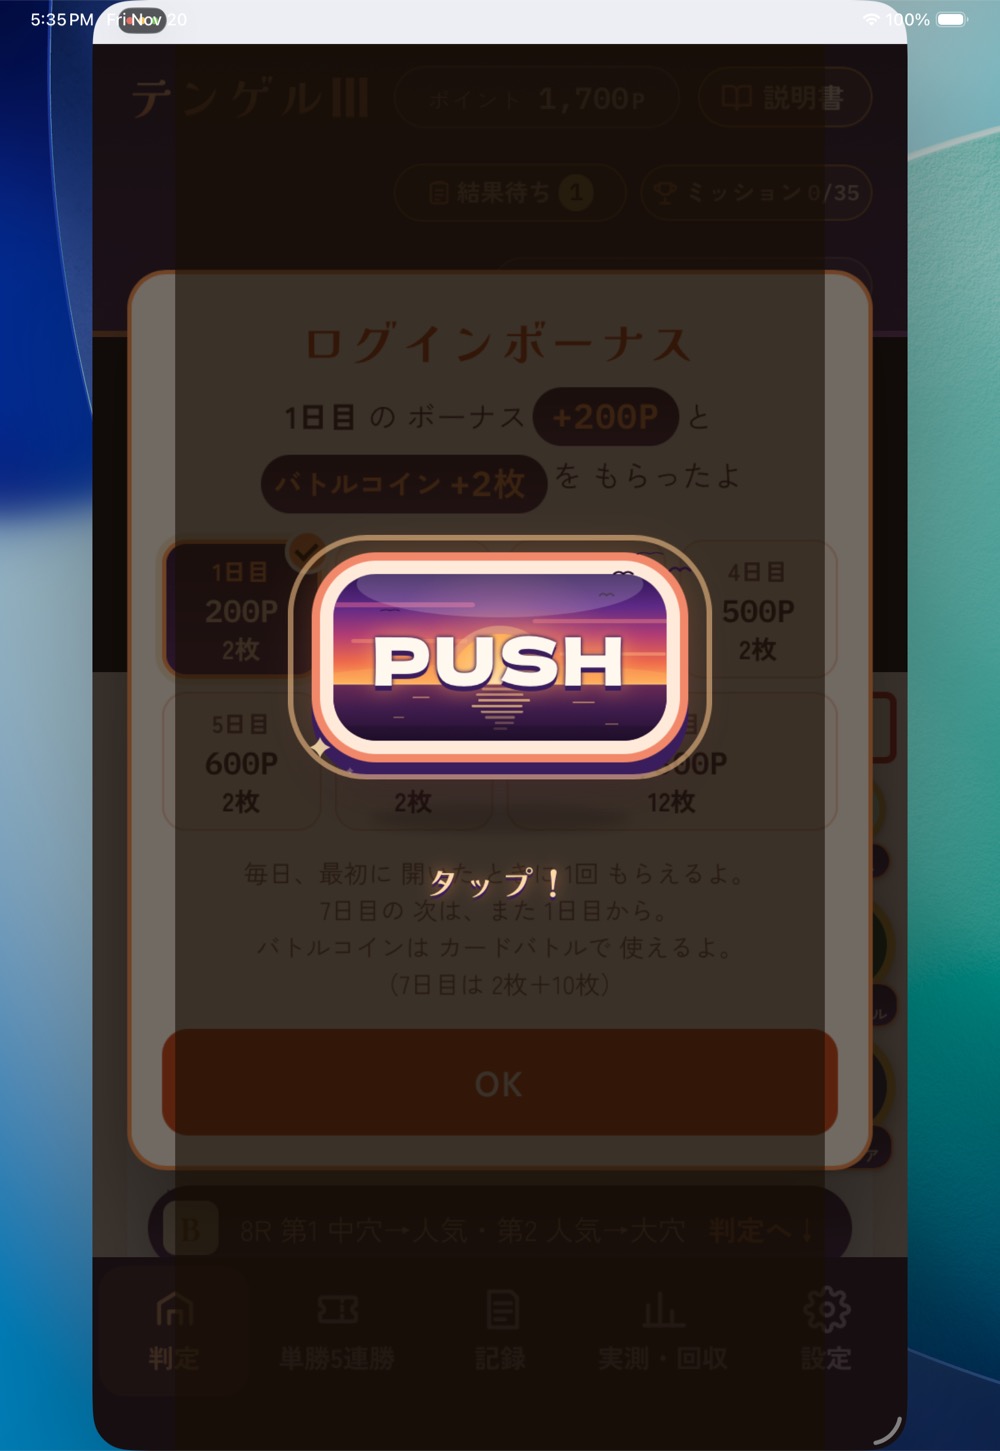 5:35 PM Fri Nov 20
100%
テンゲルIII
ポイント 1,700P
説明書
結果待ち 1
ミッション 0/35
ログインボーナス
1日目 の ボーナス +200P と
バトルコイン +2枚 を もらったよ
1日目
200P
2枚
4日目
500P
2枚
PUSH
5日目
600P
2枚
2枚
12枚
毎日、最初に 開いたときに 1回 もらえるよ。
タップ!
7日目の 次は、また 1日目から。
バトルコインは カードバトルで 使えるよ。
(7日目は 2枚+10枚)
OK
B 8R 第1 中穴→人気・第2 人気→大穴 判定へ↓
判定
単勝5連勝
記録
実測・回収
設定